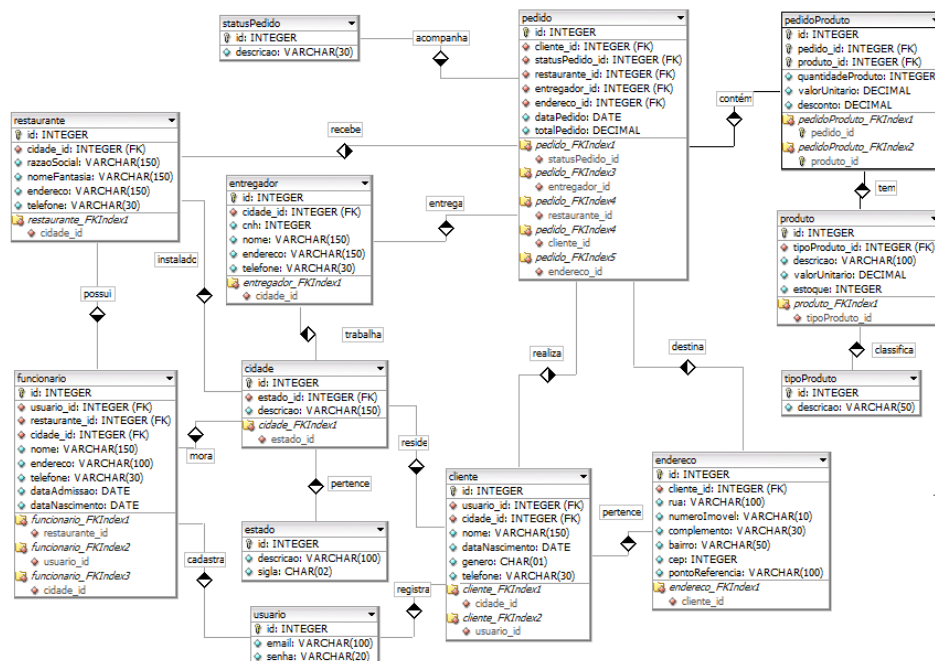 statusPedido
id: INTEGER
descricao: VARCHAR(30)
acompanha
pedido
id: INTEGER
cliente_id: INTEGER (FK)
statusPedido_id: INTEGER (FK)
restaurante_id: INTEGER (FK)
entregador_id: INTEGER (FK)
endereco_id: INTEGER (FK)
dataPedido: DATE
totalPedido: DECIMAL
pedido_FKIndex1
statusPedido_id
pedido_FKIndex3
entregador_id
pedido_FKIndex4
restaurante_id
pedido_FKIndex4
cliente_id
pedido_FKIndex5
endereco_id
contém
pedidoProduto
id: INTEGER
pedido_id: INTEGER (FK)
produto_id: INTEGER (FK)
quantidadeProduto: INTEGER
valorUnitario: DECIMAL
desconto: DECIMAL
pedidoProduto_FKIndex1
pedido_id
pedidoProduto_FKIndex2
produto_id
tem
restaurante
id: INTEGER
cidade_id: INTEGER (FK)
razaoSocial: VARCHAR(150)
nomeFantasia: VARCHAR(150)
endereco: VARCHAR(150)
telefone: VARCHAR(30)
restaurante_FKIndex1
cidade_id
recebe
entregador
id: INTEGER
cidade_id: INTEGER (FK)
cnh: INTEGER
nome: VARCHAR(150)
endereco: VARCHAR(150)
telefone: VARCHAR(30)
entregador_FKIndex1
cidade_id
entrega
produto
id: INTEGER
tipoProduto_id: INTEGER (FK)
descricao: VARCHAR(100)
valorUnitario: DECIMAL
estoque: INTEGER
produto_FKIndex1
tipoProduto_id
instalado
possui
trabalha
realiza
destina
classifica
funcionario
id: INTEGER
usuario_id: INTEGER (FK)
restaurante_id: INTEGER (FK)
cidade_id: INTEGER (FK)
nome: VARCHAR(150)
endereco: VARCHAR(100)
telefone: VARCHAR(30)
dataAdmissao: DATE
dataNascimento: DATE
funcionario_FKIndex1
restaurante_id
funcionario_FKIndex2
usuario_id
funcionario_FKIndex3
cidade_id
mora
cidade
id: INTEGER
estado_id: INTEGER (FK)
descricao: VARCHAR(150)
cidade_FKIndex1
estado_id
reside
tipoProduto
id: INTEGER
descricao: VARCHAR(50)
pertence
estado
id: INTEGER
descricao: VARCHAR(100)
sigla: CHAR(02)
cliente
id: INTEGER
usuario_id: INTEGER (FK)
cidade_id: INTEGER (FK)
nome: VARCHAR(150)
dataNascimento: DATE
genero: CHAR(01)
telefone: VARCHAR(30)
cliente_FKIndex1
cidade_id
cliente_FKIndex2
usuario_id
pertence
endereco
id: INTEGER
cliente_id: INTEGER (FK)
rua: VARCHAR(100)
numeroImovel: VARCHAR(10)
complemento: VARCHAR(30)
bairro: VARCHAR(50)
cep: INTEGER
pontoReferencia: VARCHAR(100)
endereco_FKIndex1
cliente_id
cadastra
registra
usuario
id: INTEGER
email: VARCHAR(100)
senha: VARCHAR(20)